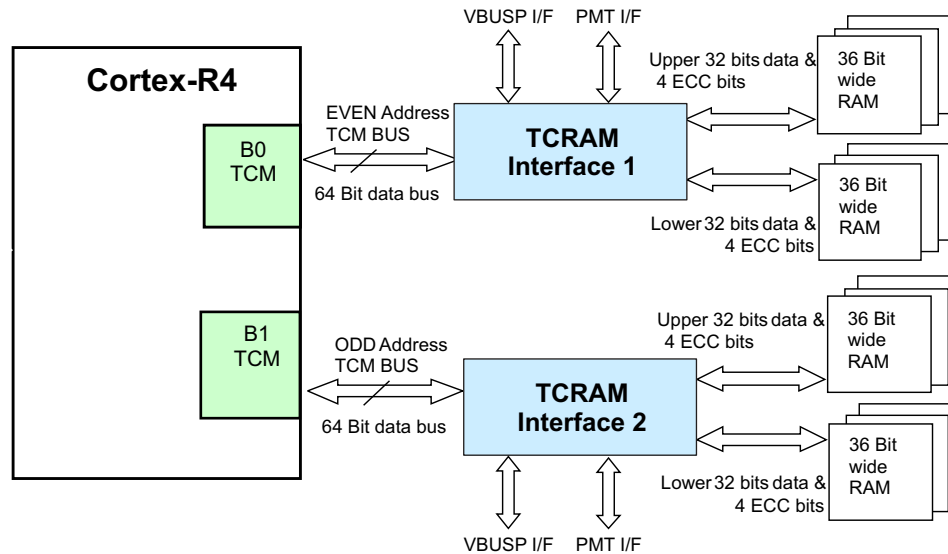 VBUSP I/F
PMT I/F
Cortex-R4
B0
TCM
EVEN Address
TCM BUS
64 Bit data bus
TCRAM
Interface 1
Upper 32 bits data &
4 ECC bits
36 Bit
wide
RAM
Lower 32 bits data &
4 ECC bits
36 Bit
wide
RAM
B1
TCM
ODD Address
TCM BUS
64 Bit data bus
TCRAM
Interface 2
Upper 32 bits data &
4 ECC bits
36 Bit
wide
RAM
Lower 32 bits data &
4 ECC bits
36 Bit
wide
RAM
VBUSP I/F
PMT I/F